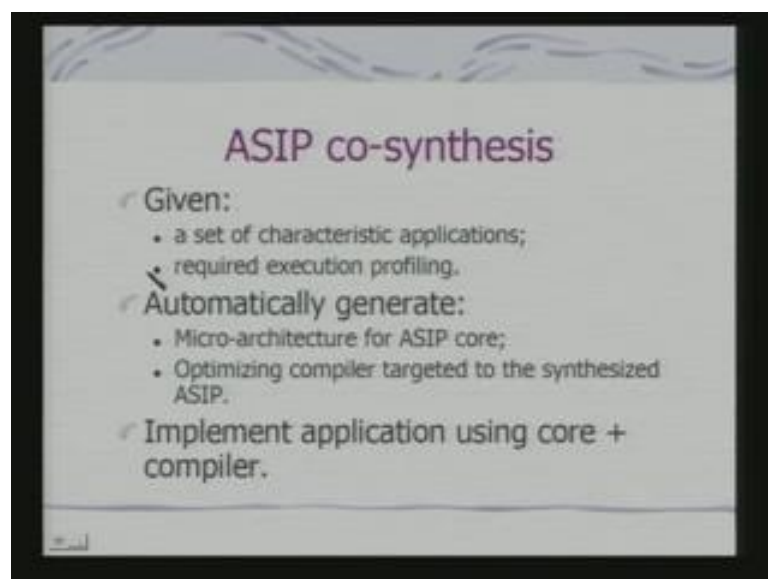 ASIP co-synthesis
Given:
• a set of characteristic applications;
• required execution profiling.
Automatically generate:
• Micro-architecture for ASIP core;
• Optimizing compiler targeted to the synthesized
ASIP.
Implement application using core +
compiler.